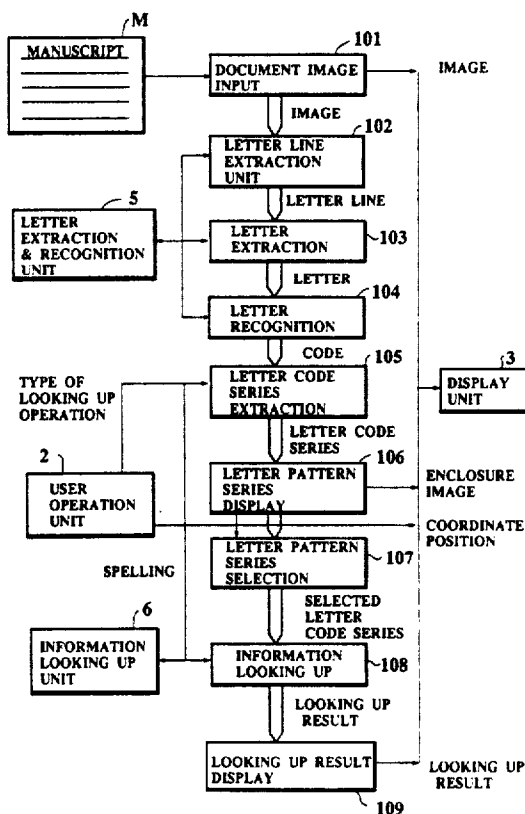 M
MANUSCRIPT
101
DOCUMENT IMAGE
INPUT
IMAGE
IMAGE
102
LETTER LINE
EXTRACTION
UNIT
LETTER LINE
5
LETTER
EXTRACTION
& RECOGNITION
UNIT
LETTER
EXTRACTION
103
LETTER
104
LETTER
RECOGNITION
CODE
105
TYPE OF
LOOKING UP
OPERATION
LETTER CODE
SERIES
EXTRACTION
3
DISPLAY
UNIT
LETTER CODE
SERIES
2
USER
OPERATION
UNIT
106
LETTER PATTERN
SERIES
DISPLAY
ENCLOSURE
IMAGE
COORDINATE
POSITION
LETTER PATTERN
SERIES
SELECTION
107
SPELLING
SELECTED
LETTER
CODE SERIES
6
INFORMATION
LOOKING UP
UNIT
INFORMATION
LOOKING UP
108
LOOKING UP
RESULT
LOOKING UP RESULT
DISPLAY
LOOKING UP
RESULT
109